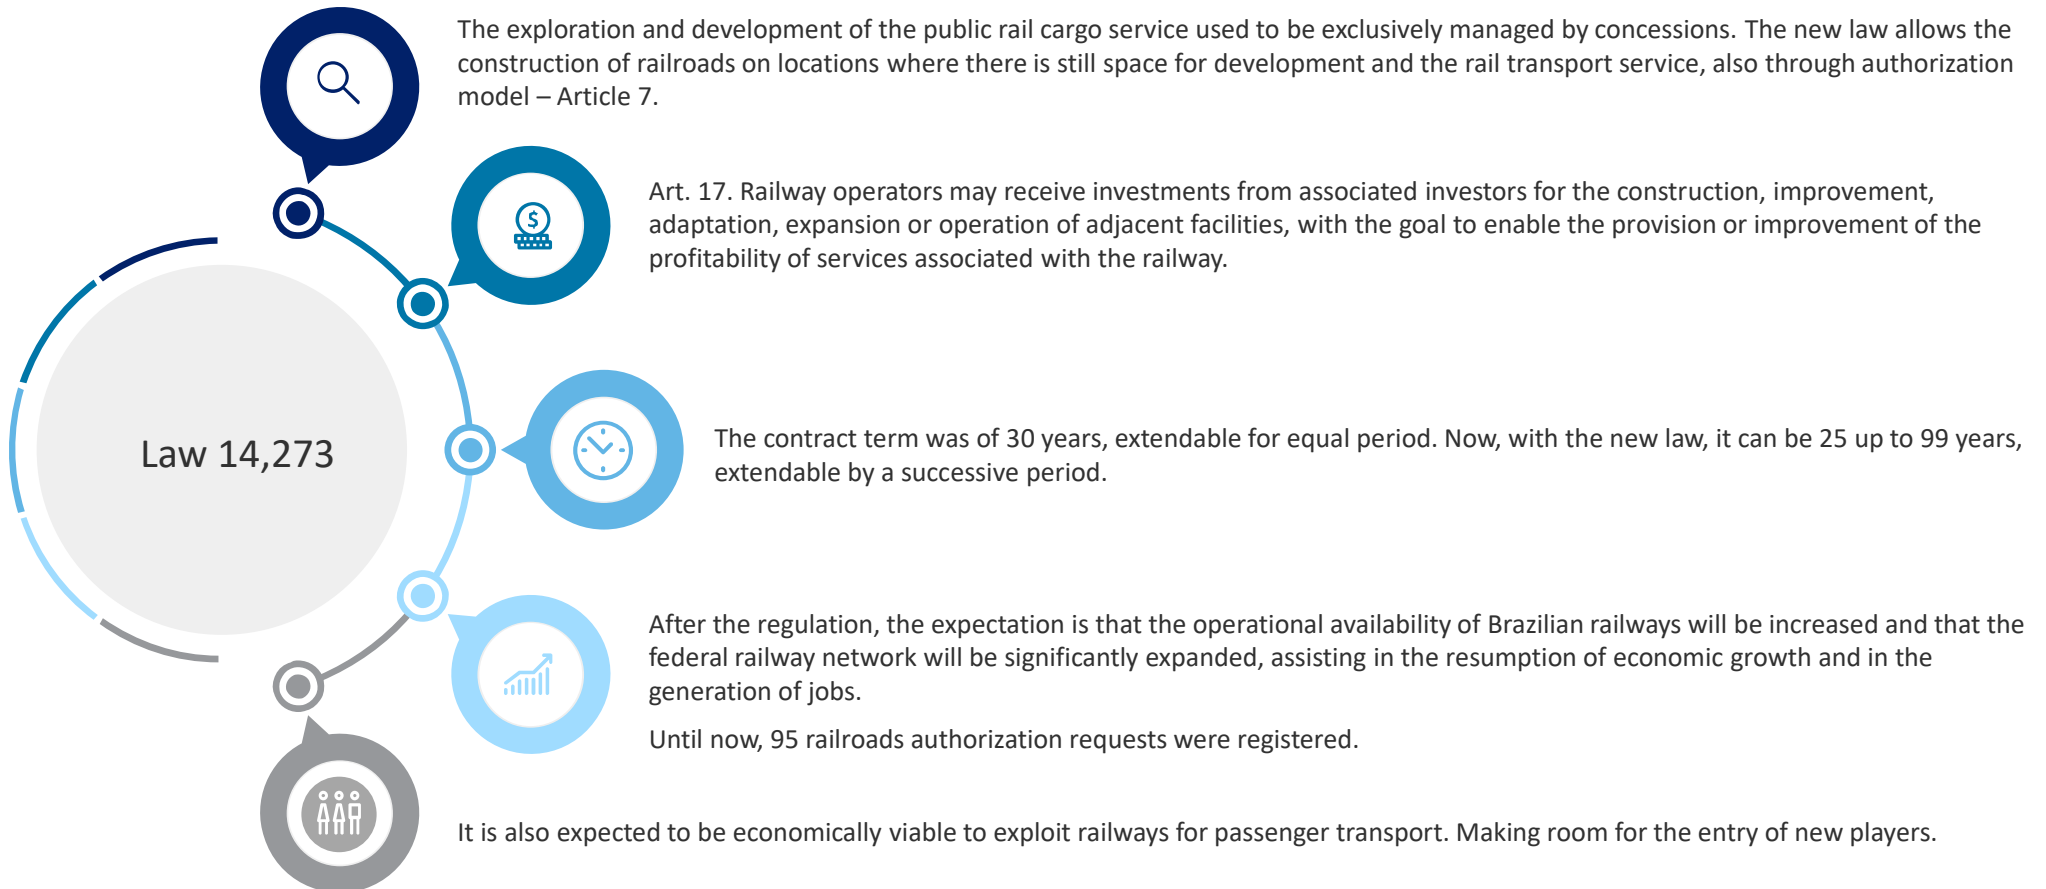 The exploration and development of the public rail cargo service used to be exclusively managed by concessions. The new law allows the
construction of railroads on locations where there is still space for development and the rail transport service, also through authorization
model – Article 7.
Art. 17. Railway operators may receive investments from associated investors for the construction, improvement,
adaptation, expansion or operation of adjacent facilities, with the goal to enable the provision or improvement of the
profitability of services associated with the railway.
$
Law 14,273
The contract term was of 30 years, extendable for equal period. Now, with the new law, it can be 25 up to 99 years,
extendable by a successive period.
After the regulation, the expectation is that the operational availability of Brazilian railways will be increased and that the
federal railway network will be significantly expanded, assisting in the resumption of economic growth and in the
generation of jobs.
Until now, 95 railroads authorization requests were registered.
It is also expected to be economically viable to exploit railways for passenger transport. Making room for the entry of new players.